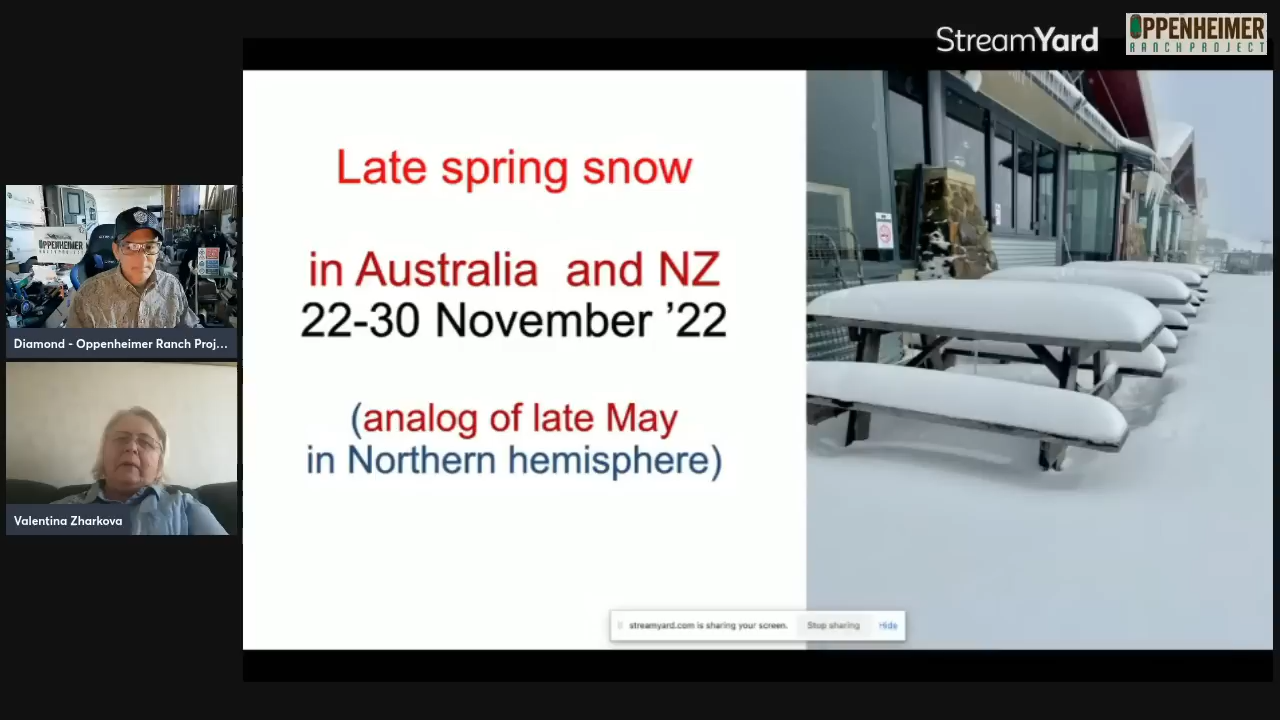 StreamYard
OPPENHEIMER
RANCH PROJECT
Late spring snow
in Australia and NZ
22-30 November ’22
(analog of late May
in Northern hemisphere)
OPPENHEIMER
Diamond - Oppenheimer Ranch Proj...
Valentina Zharkova
streamyard.com is sharing your screen.
Stop sharing
Hide